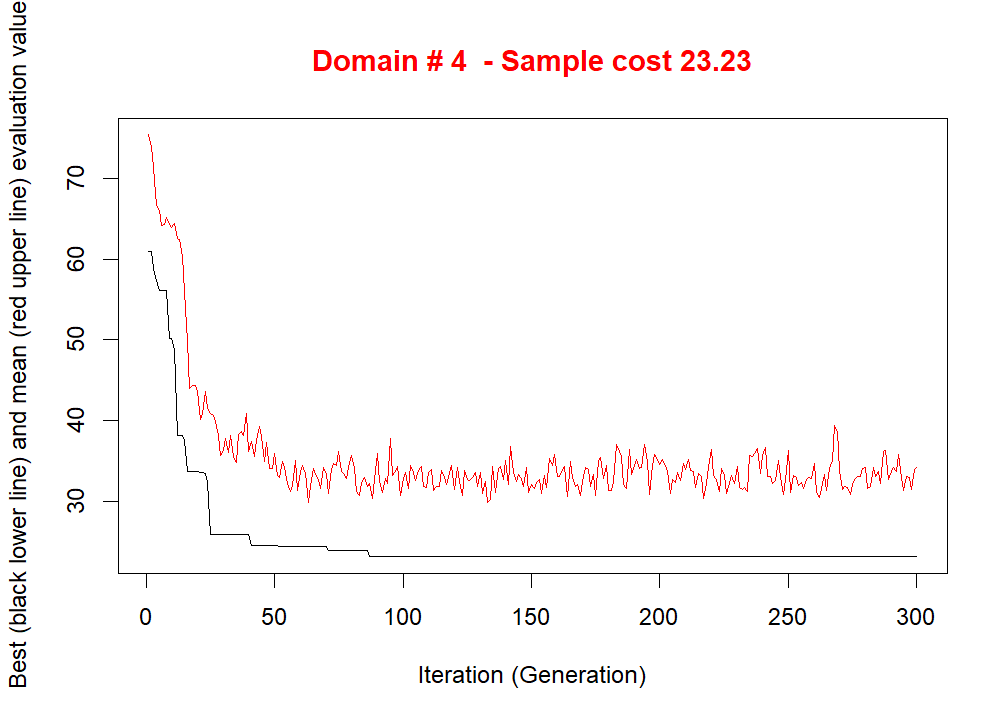 Domain # 4  - Sample cost 23.23
Best (black lower line) and mean (red upper line) evaluation value
70
60
50
40
30
0 50 100 150 200 250 300
Iteration (Generation)